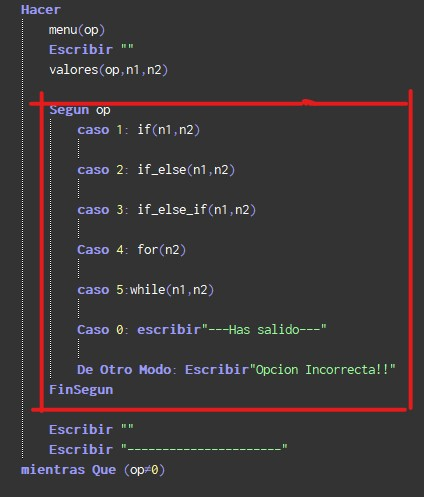 Hacer
menu(op)
Escribir ""
valores(op,n1,n2)
Segun op
caso 1: if(n1,n2)
caso 2: if_else(n1,n2)
caso 3: if_else_if(n1,n2)
Caso 4: for(n2)
caso 5:while(n1,n2)
Caso 0: escribir"---Has salido---"
De Otro Modo: Escribir"Opcion Incorrecta!!"
FinSegun
Escribir ""
Escribir "----------------------"
mientras Que (op≠0)